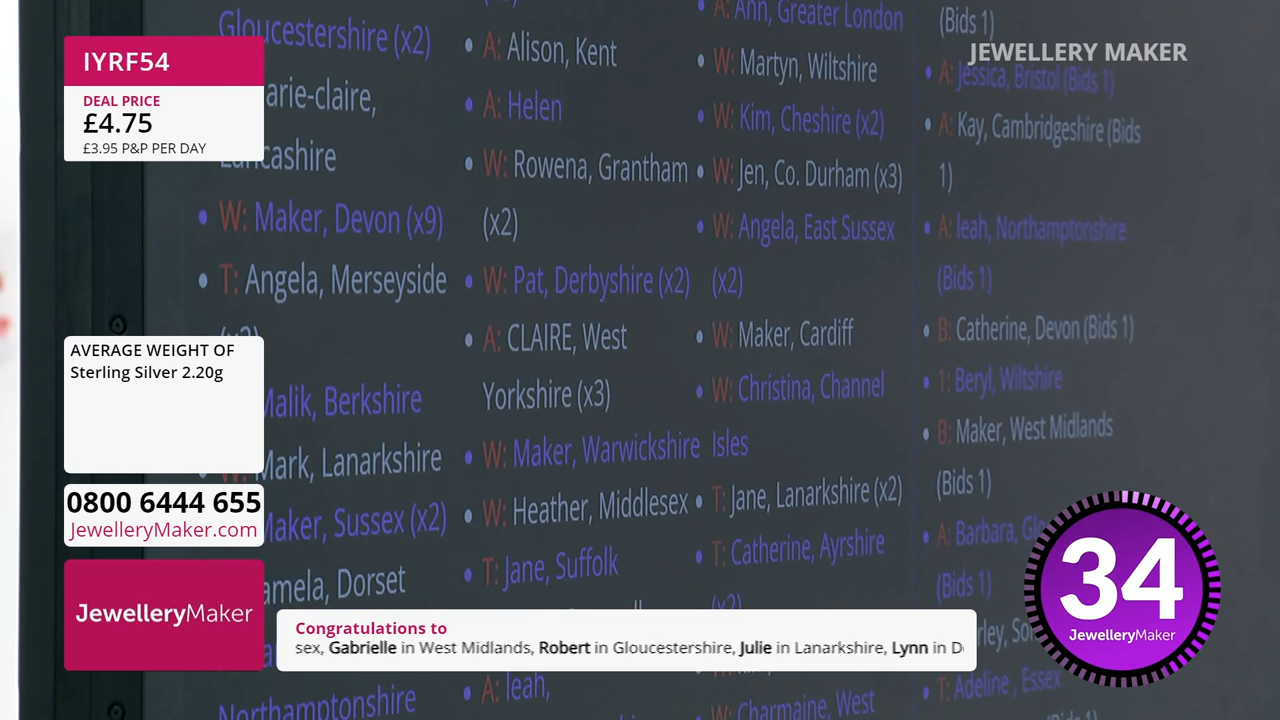 IYRF54
DEAL PRICE
£4.75
£3.95 P&P PER DAY
AVERAGE WEIGHT OF
Sterling Silver 2.20g
0800 6444 655
JewelleryMaker.com
JewelleryMaker
Gloucestershire (x2)
arie-claire,
Lancashire
W: Maker, Devon (x9)
T: Angela, Merseyside
Malik, Berkshire
Mark, Lanarkshire
Maker, Sussex (x2)
amela, Dorset
Northamptonshire
A: Alison, Kent
A: Helen
W: Rowena, Grantham
(x2)
W: Pat, Derbyshire (x2)
A: CLAIRE, West
Yorkshire (x3)
W: Maker, Warwickshire
W: Heather, Middlesex
T: Jane, Suffolk
A: leah,
A: Ann, Greater London
W: Martyn, Wiltshire
W: Kim, Cheshire (x2)
W: Jen, Co. Durham (x3)
W: Angela, East Sussex
(x2)
W: Maker, Cardiff
W: Christina, Channel
Isles
T: Jane, Lanarkshire (x2)
T: Catherine, Ayrshire
(x2)
W: Charmaine, West
(Bids 1)
A: Jessica, Bristol (Bids 1)
A: Kay, Cambridgeshire (Bids
1)
A: leah, Northamptonshire
(Bids 1)
B: Catherine, Devon (Bids 1)
1: Beryl, Wiltshire
B: Maker, West Midlands
(Bids 1)
A: Barbara, Glo
(Bids 1)
T: Adeline , Essex
JEWELLERY MAKER
34
JewelleryMaker
Congratulations to
sex, Gabrielle in West Midlands, Robert in Gloucestershire, Julie in Lanarkshire, Lynn in D